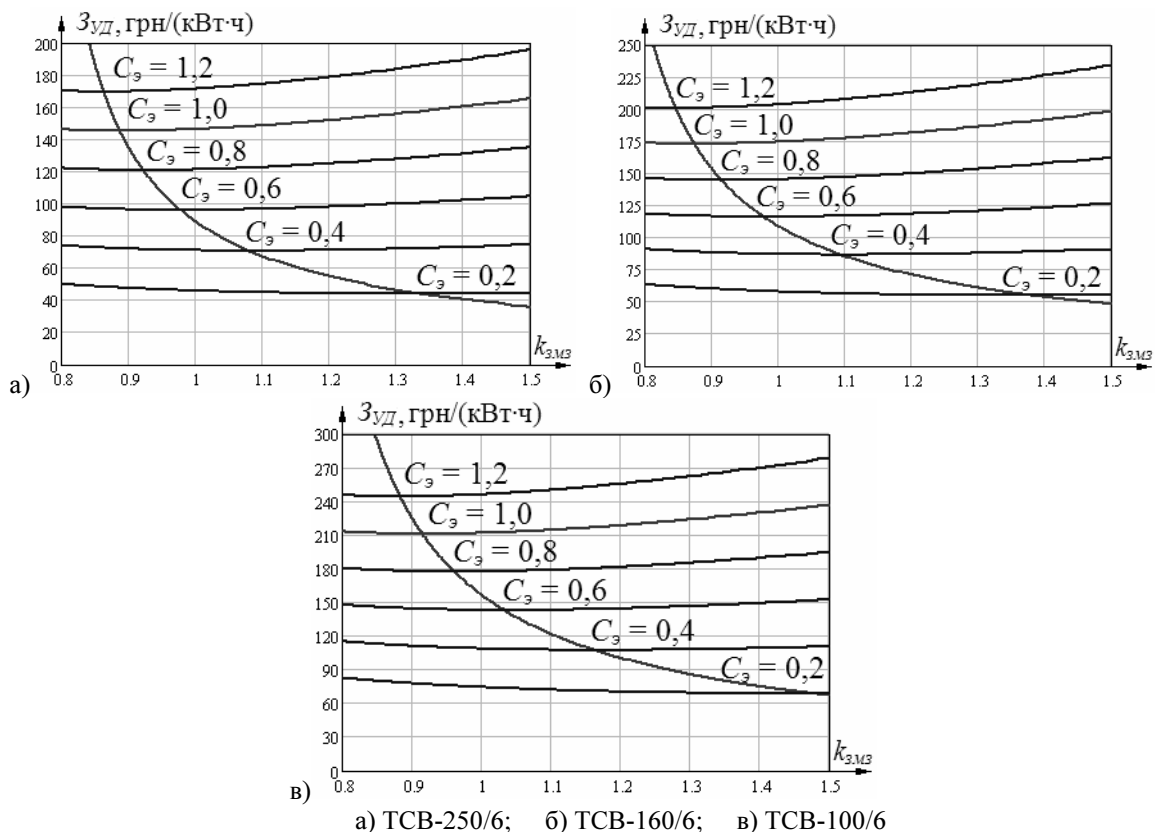 З_УД, грн/(кВт·ч)
200
180
160
140
120
100
80
60
40
20
0
C_э = 1,2
C_э = 1,0
C_э = 0,8
C_э = 0,6
C_э = 0,4
C_э = 0,2
k_з.мз
0.8 0.9 1 1.1 1.2 1.3 1.4 1.5
а)
З_УД, грн/(кВт·ч)
250
225
200
175
150
125
100
75
50
25
0
C_э = 1,2
C_э = 1,0
C_э = 0,8
C_э = 0,6
C_э = 0,4
C_э = 0,2
k_з.мз
0.8 0.9 1 1.1 1.2 1.3 1.4 1.5
б)
З_УД, грн/(кВт·ч)
300
270
240
210
180
150
120
90
60
30
0
C_э = 1,2
C_э = 1,0
C_э = 0,8
C_э = 0,6
C_э = 0,4
C_э = 0,2
k_з.мз
0.8 0.9 1 1.1 1.2 1.3 1.4 1.5
в)
а) ТСВ-250/6; б) ТСВ-160/6; в) ТСВ-100/6